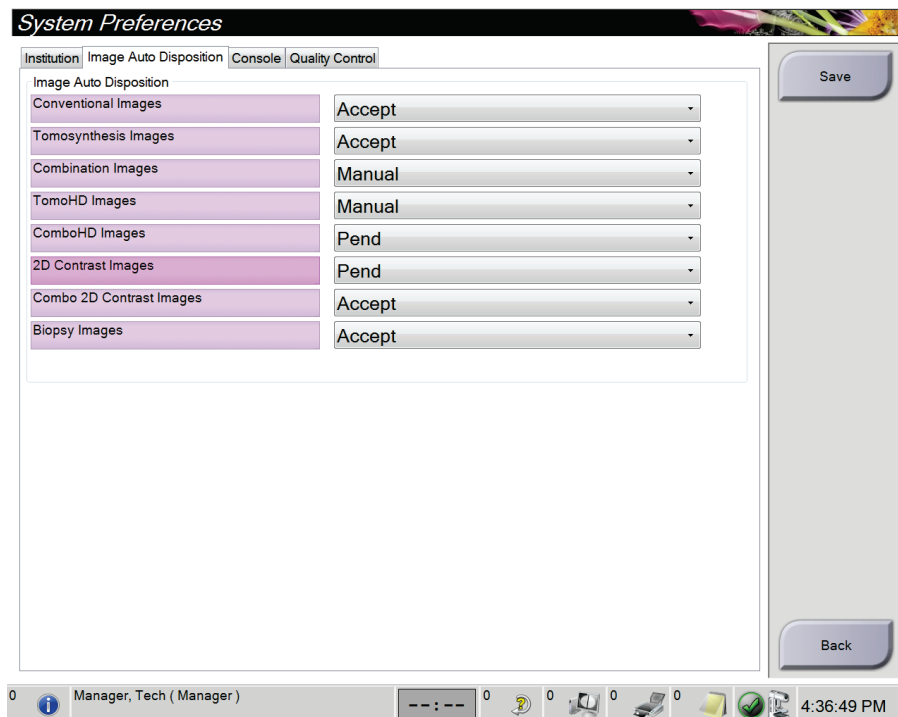 System Preferences
Institution Image Auto Disposition Console Quality Control
Save
Image Auto Disposition
Conventional Images Accept
Tomosynthesis Images Accept
Combination Images Manual
TomoHD Images Manual
ComboHD Images Pend
2D Contrast Images Pend
Combo 2D Contrast Images Accept
Biopsy Images Accept
Back
0 Manager, Tech ( Manager ) --:-- 0 0 0 0 4:36:49 PM